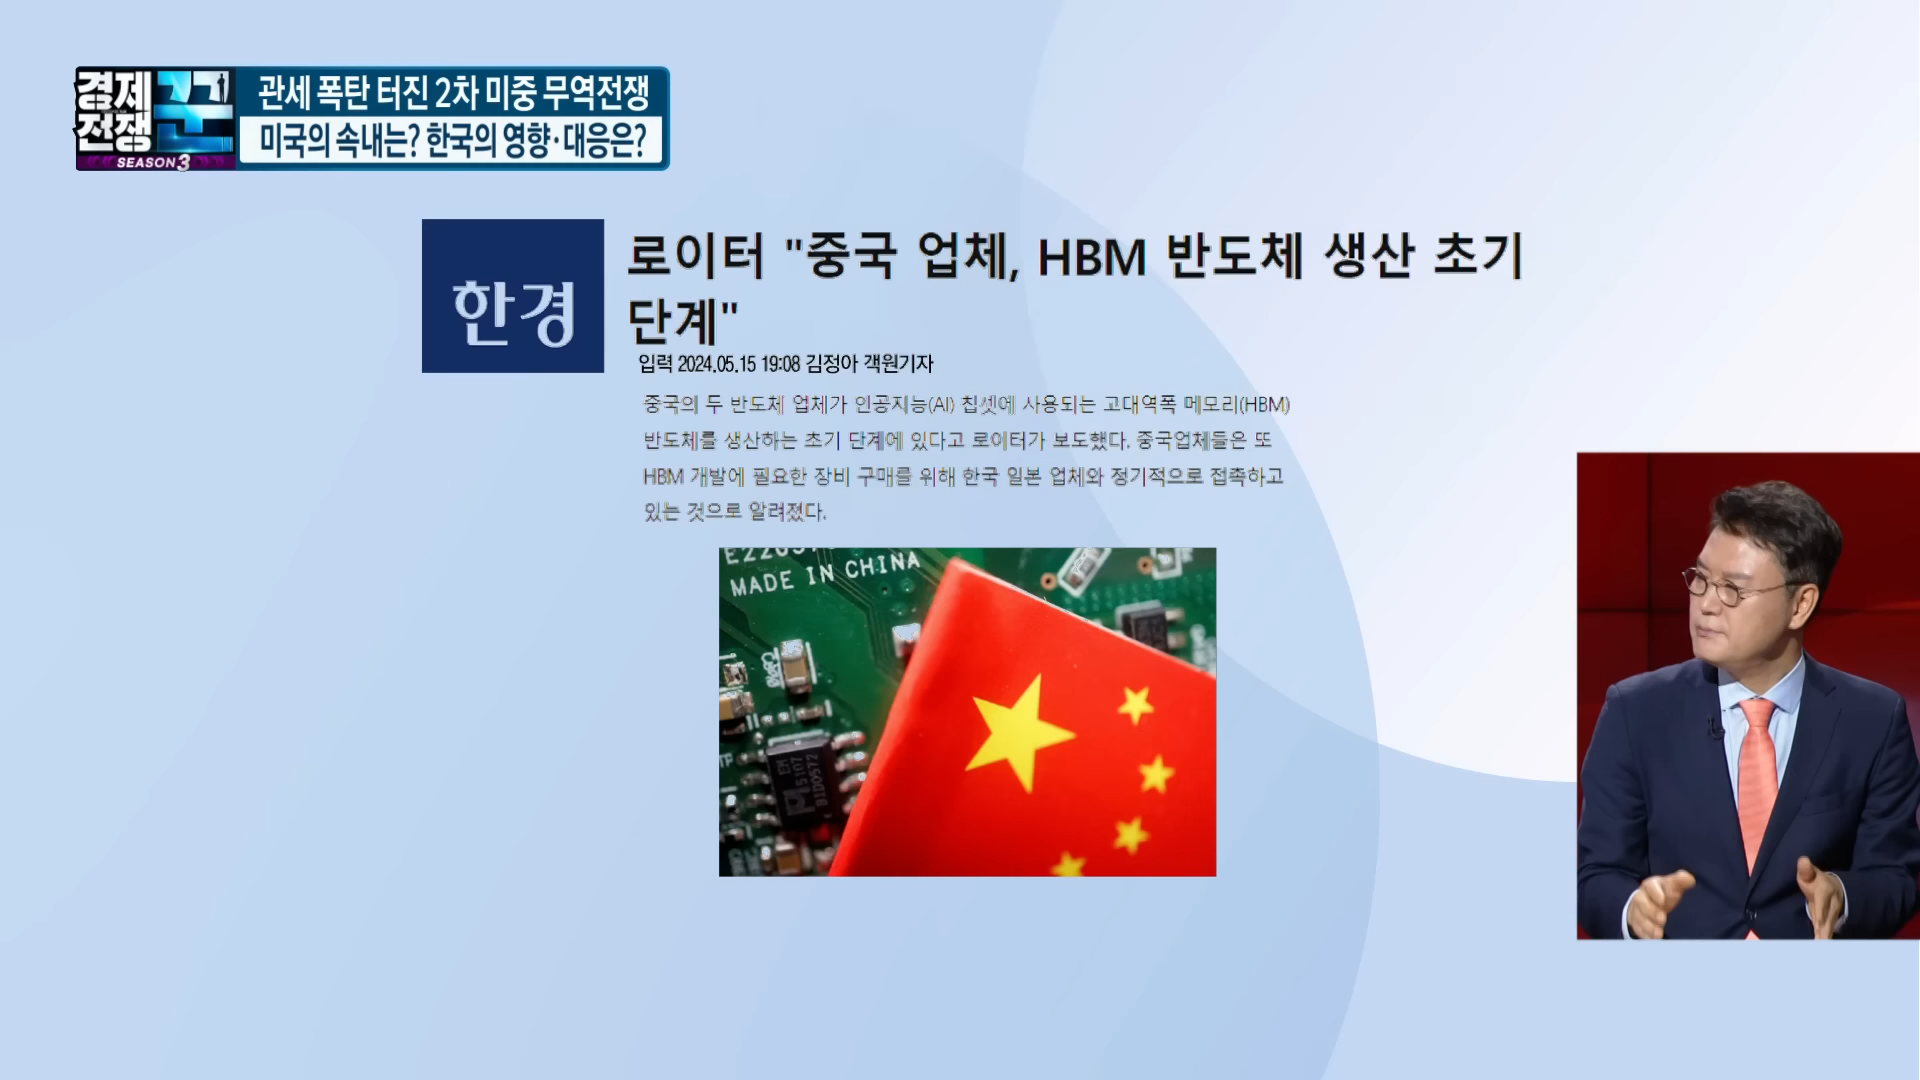 경제전쟁 꾼
SEASON3
관세 폭탄 터진 2차 미중 무역전쟁
미국의 속내는? 한국의 영향·대응은?
한경
로이터 "중국 업체, HBM 반도체 생산 초기
단계"
입력 2024.05.15 19:08 김정아 객원기자
중국의 두 반도체 업체가 인공지능(AI) 칩셋에 사용되는 고대역폭 메모리(HBM)
반도체를 생산하는 초기 단계에 있다고 로이터가 보도했다. 중국업체들은 또
HBM 개발에 필요한 장비 구매를 위해 한국 일본 업체와 정기적으로 접촉하고
있는 것으로 알려졌다.
MADE IN CHINA